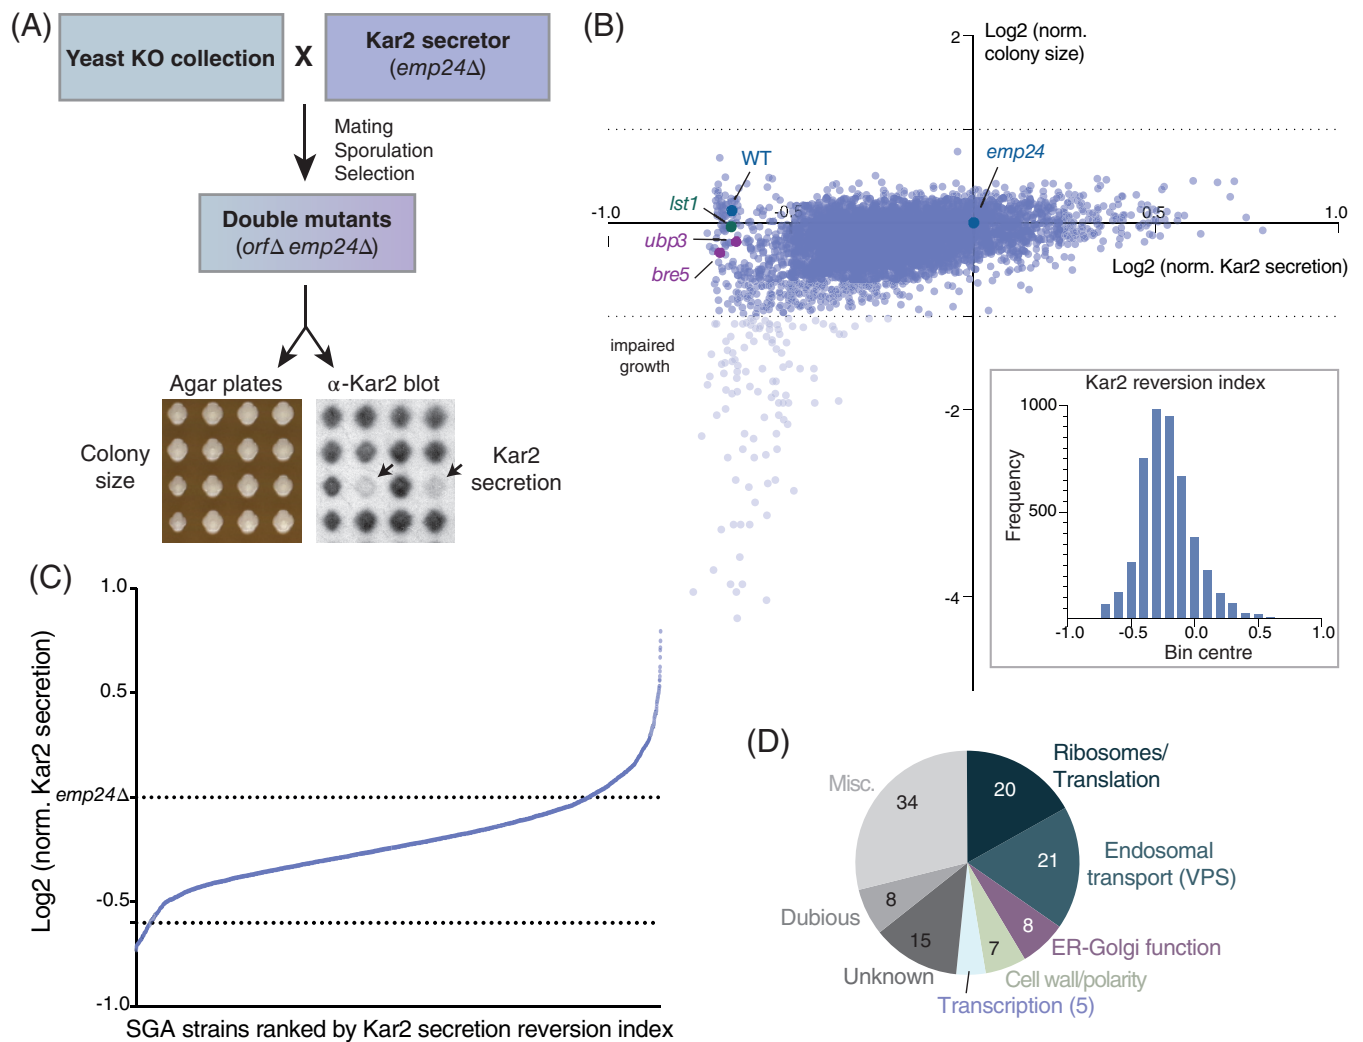 (A)
Yeast KO collection
X
Kar2 secretor
(emp24Δ)
Mating
Sporulation
Selection
Double mutants
(orfΔ emp24Δ)
Agar plates
α-Kar2 blot
Colony
size
Kar2
secretion
(B)
2
Log2 (norm.
colony size)
WT
emp24
lst1
-1.0
-0.5
0.5
1.0
ubp3
bre5
Log2 (norm. Kar2 secretion)
impaired
growth
-2
-4
Kar2 reversion index
1000
500
Frequency
-1.0
-0.5
0.0
0.5
1.0
Bin centre
(C)
1.0
0.5
emp24Δ
-0.5
-1.0
Log2 (norm. Kar2 secretion)
SGA strains ranked by Kar2 secretion reversion index
(D)
Ribosomes/
Translation
20
Endosomal
transport (VPS)
21
ER-Golgi function
8
Cell wall/polarity
7
Transcription (5)
Unknown
15
Dubious
8
Misc.
34